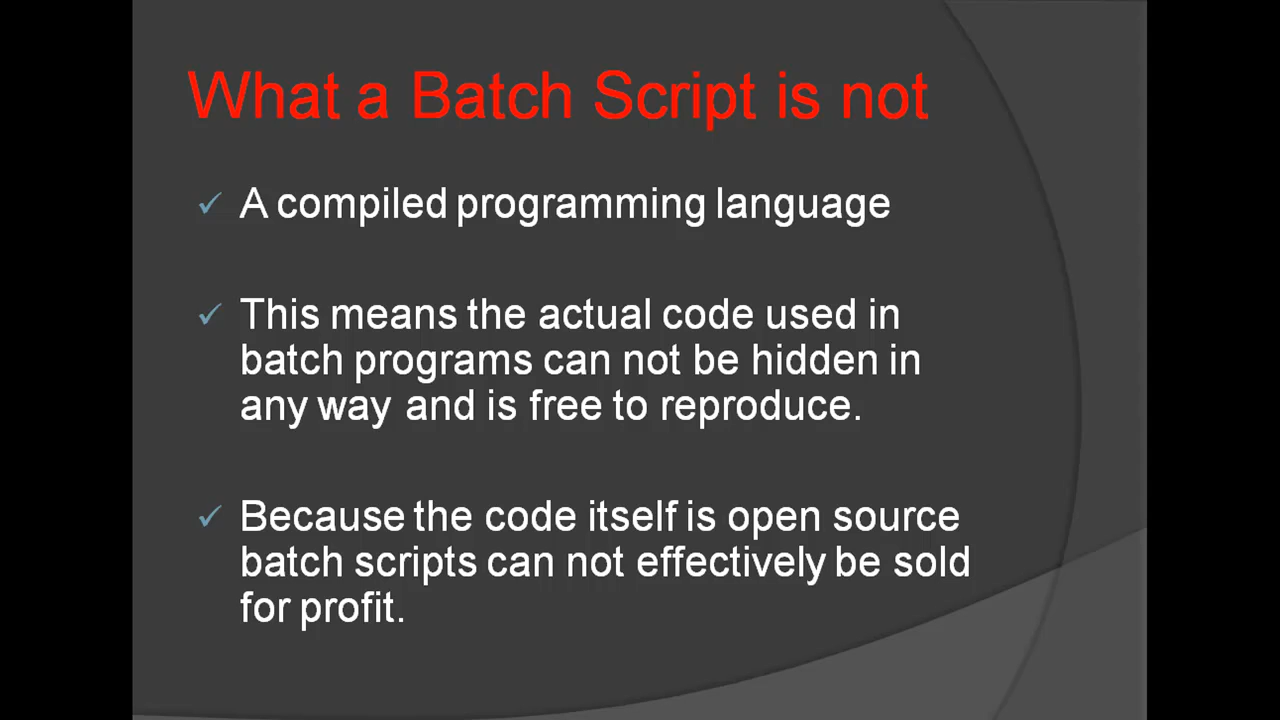 What a Batch Script is not
A compiled programming language
This means the actual code used in
batch programs can not be hidden in
any way and is free to reproduce.
Because the code itself is open source
batch scripts can not effectively be sold
for profit.